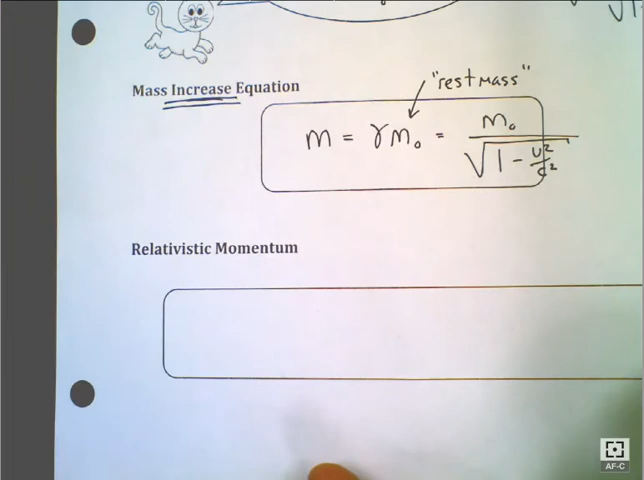 Mass Increase Equation
"rest mass"
m = γm₀ = m₀ / √(1 - v²/c²)
Relativistic Momentum
AF-C